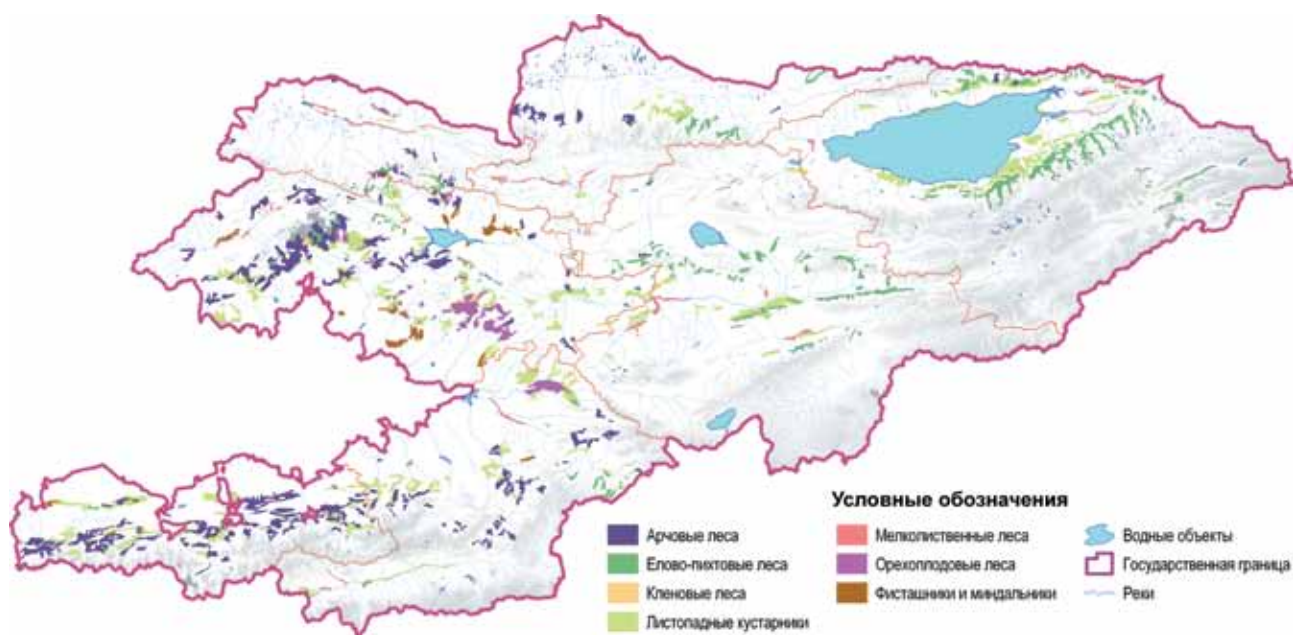 Условные обозначения
Арчовые леса
Елово-пихтовые леса
Кленовые леса
Листопадные кустарники
Мелколиственные леса
Орехоплодовые леса
Фисташники и миндальники
Водные объекты
Государственная граница
Реки